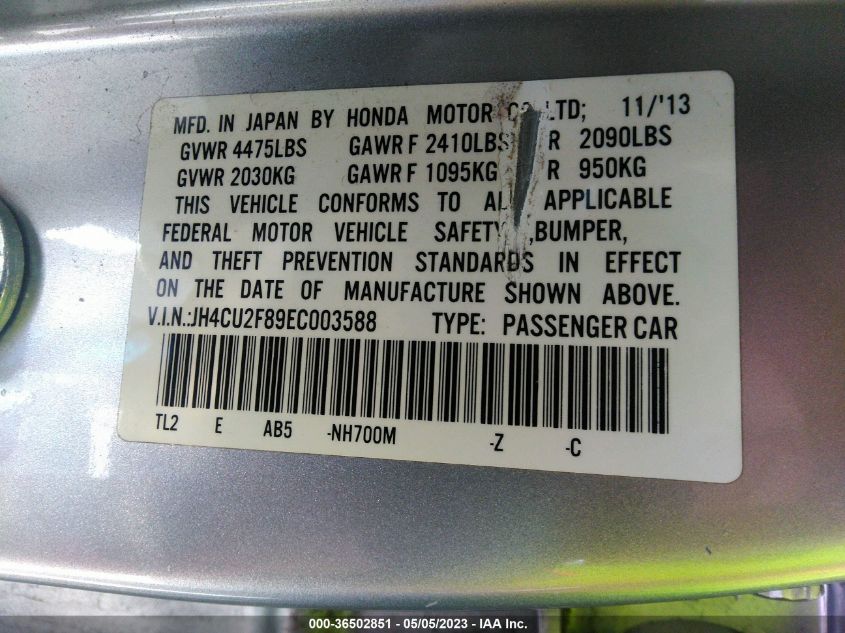 MFD. IN JAPAN BY HONDA MOTOR CO LTD; 11/'13
GVWR 4475LBS GAWR F 2410LBS R 2090LBS
GVWR 2030KG GAWR F 1095KG R 950KG
THIS VEHICLE CONFORMS TO AL APPLICABLE
FEDERAL MOTOR VEHICLE SAFETY ,BUMPER,
AND THEFT PREVENTION STANDARDS IN EFFECT
ON THE DATE OF MANUFACTURE SHOWN ABOVE.
V.I.N.:JH4CU2F89EC003588 TYPE: PASSENGER CAR
TL2 E AB5 -NH700M -Z -C
000-36502851 - 05/05/2023 - IAA Inc.